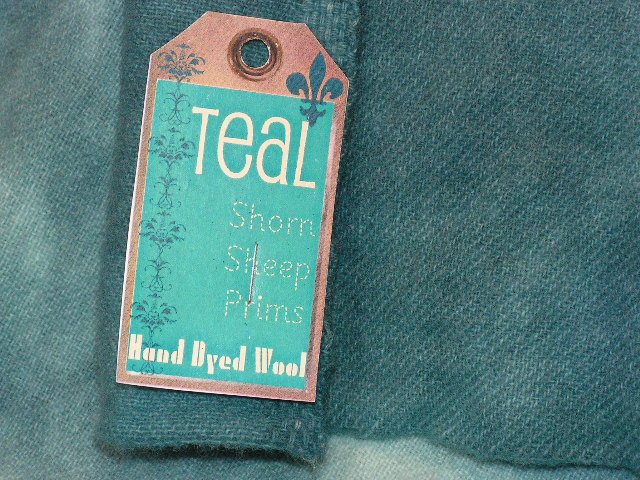 Teal
Shorn
Sheep
Prims
Hand Dyed Wool